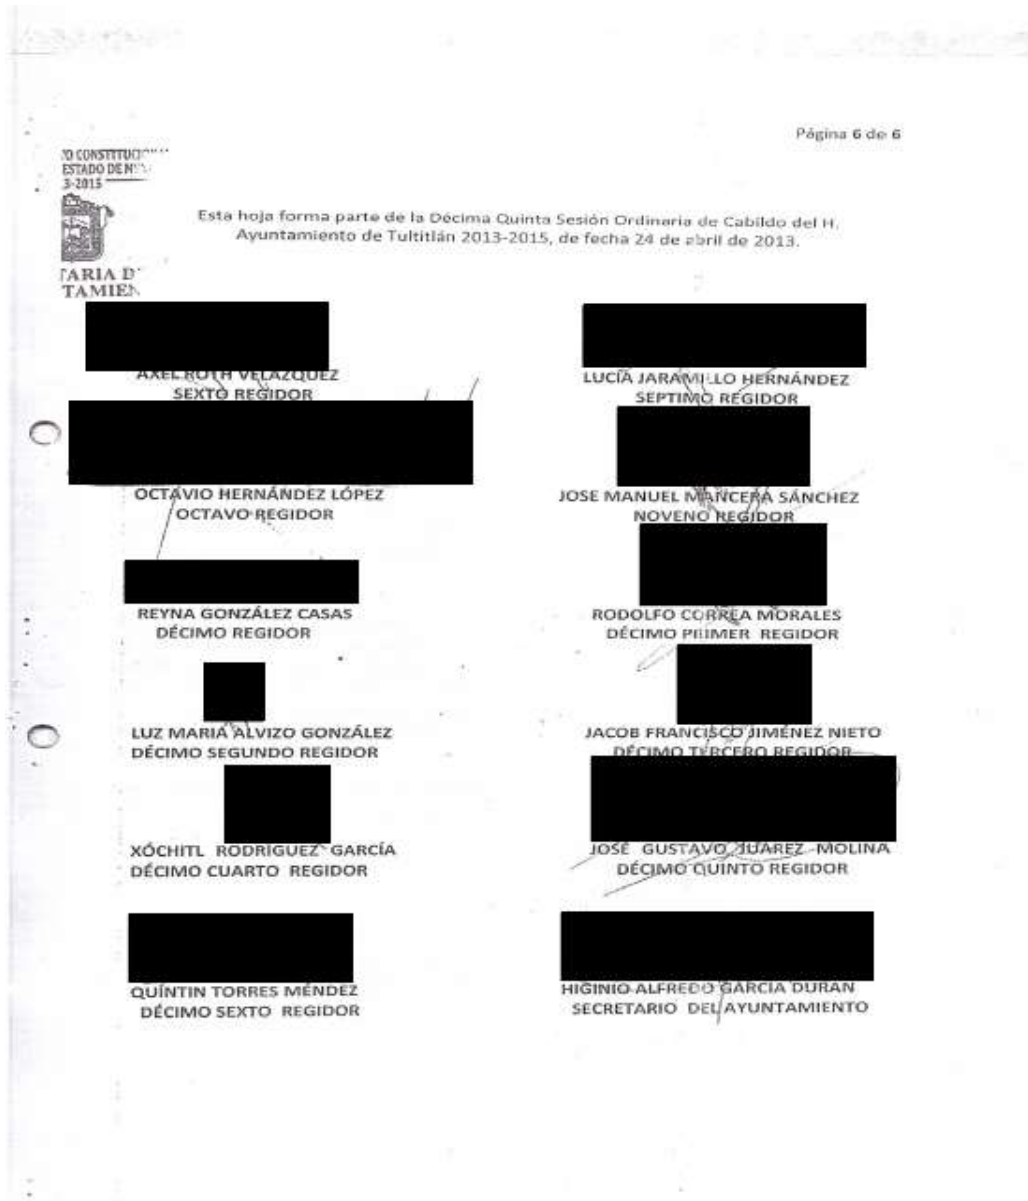 Página 6 de 6
3-2015
Esta hoja forma parte de la Décima Quinta Sesión Ordinaria de Cabildo del H.
Ayuntamiento de Tultitlán 2013-2015, de fecha 24 de abril de 2013.
AXEL ROTH VELAZQUEZ
SEXTO REGIDOR
LUCÍA JARAMILLO HERNÁNDEZ
SEPTIMO REGIDOR
OCTAVIO HERNÁNDEZ LÓPEZ
OCTAVO REGIDOR
JOSE MANUEL MANCERA SÁNCHEZ
NOVENO REGIDOR
REYNA GONZÁLEZ CASAS
DÉCIMO REGIDOR
RODOLFO CORREA MORALES
DÉCIMO PRIMER REGIDOR
LUZ MARIA ALVIZO GONZÁLEZ
DÉCIMO SEGUNDO REGIDOR
JACOB FRANCISCO JIMÉNEZ NIETO
DÉCIMO TERCERO REGIDOR
XÓCHITL RODRÍGUEZ GARCÍA
DÉCIMO CUARTO REGIDOR
JOSÉ GUSTAVO JUÁREZ MOLINA
DÉCIMO QUINTO REGIDOR
QUÍNTIN TORRES MÉNDEZ
DÉCIMO SEXTO REGIDOR
HIGINIO ALFREDO GARCÍA DURAN
SECRETARIO DEL AYUNTAMIENTO